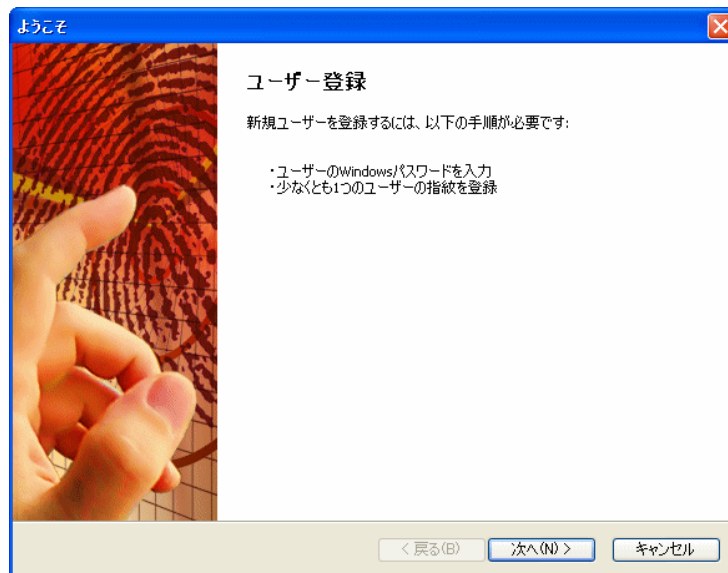 ようこそ
ユーザー登録
新規ユーザーを登録するには、以下の手順が必要です:
・ユーザーのWindowsパスワードを入力
・少なくとも1つのユーザーの指紋を登録
< 戻る(B)
次へ(N) >
キャンセル